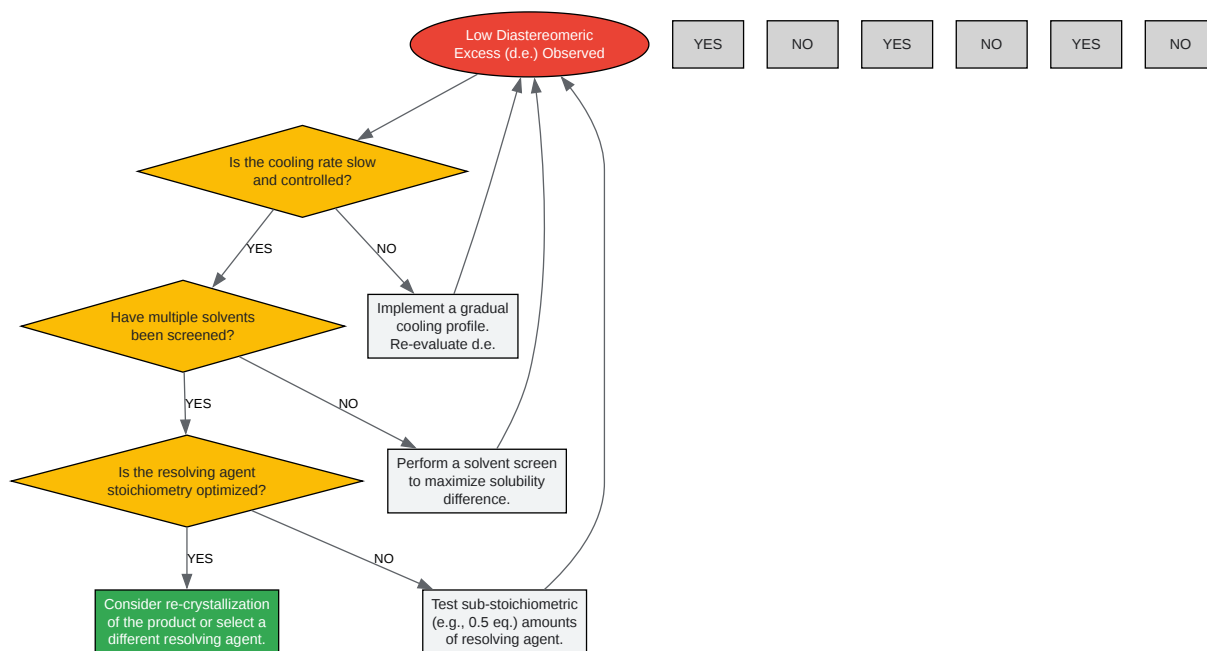 Low Diastereomeric
Excess (d.e.) Observed
YES
NO
YES
NO
YES
NO
Is the cooling rate slow
and controlled?
YES
NO
Have multiple solvents
been screened?
Implement a gradual
cooling profile.
Re-evaluate d.e.
YES
NO
Is the resolving agent
stoichiometry optimized?
Perform a solvent screen
to maximize solubility
difference.
YES
NO
Consider re-crystallization
of the product or select a
different resolving agent.
Test sub-stoichiometric
(e.g., 0.5 eq.) amounts
of resolving agent.